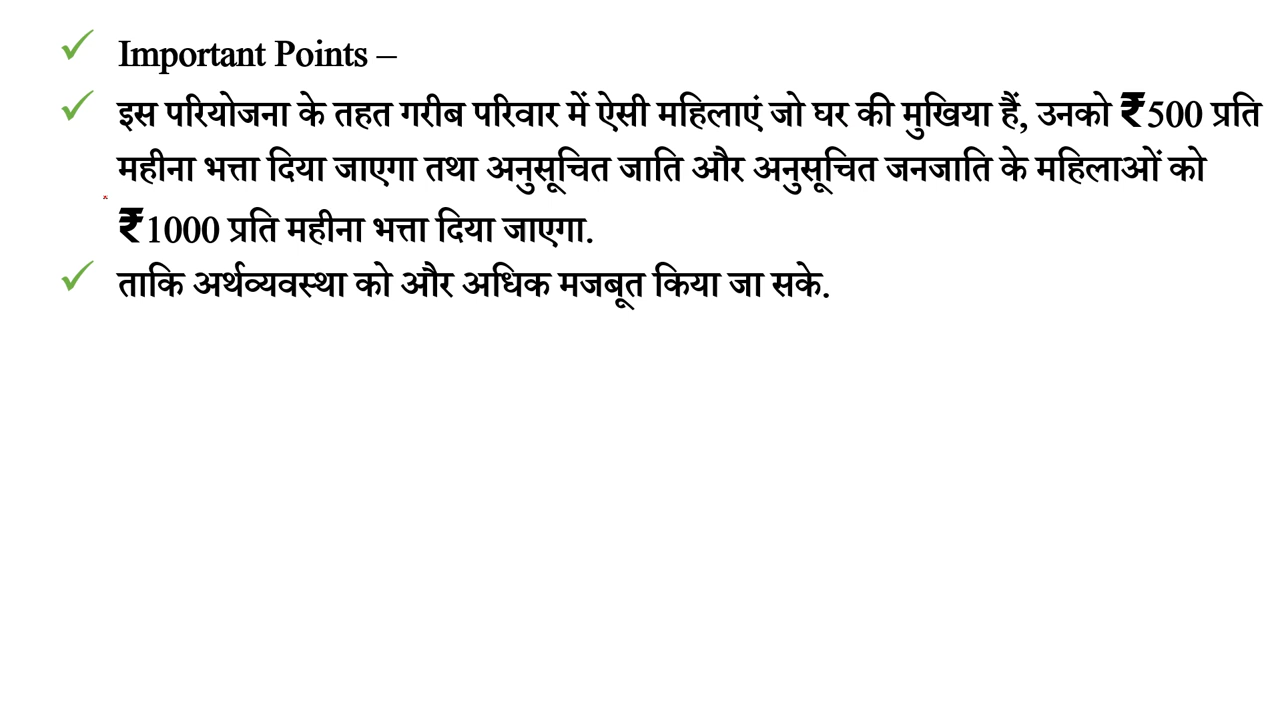 ✓ Important Points –
✓ इस परियोजना के तहत गरीब परिवार में ऐसी महिलाएं जो घर की मुखिया हैं, उनको ₹500 प्रति
महीना भत्ता दिया जाएगा तथा अनुसूचित जाति और अनुसूचित जनजाति के महिलाओं को
₹1000 प्रति महीना भत्ता दिया जाएगा.
✓ ताकि अर्थव्यवस्था को और अधिक मजबूत किया जा सके.